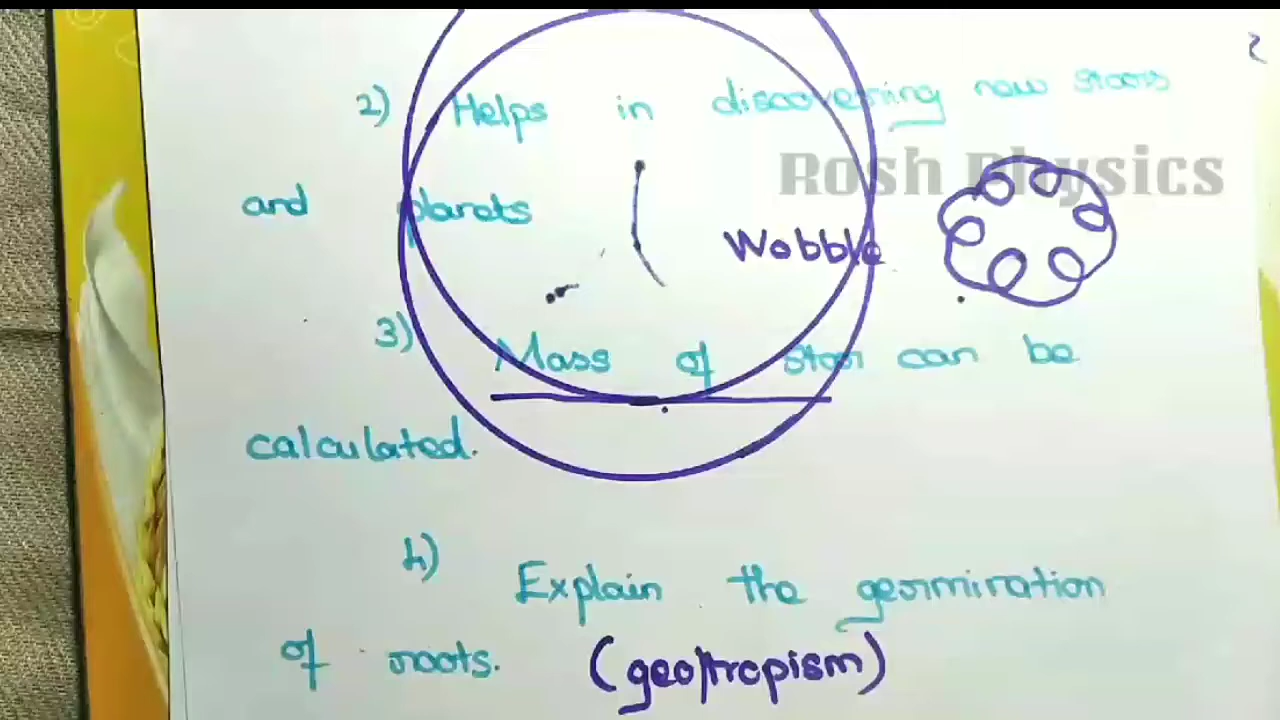 2) Helps in discovering new stars
Rosh Physics
and planets
Wobble
3) Mass of star can be
calculated.
4) Explain the germination
of roots. (geotropism)